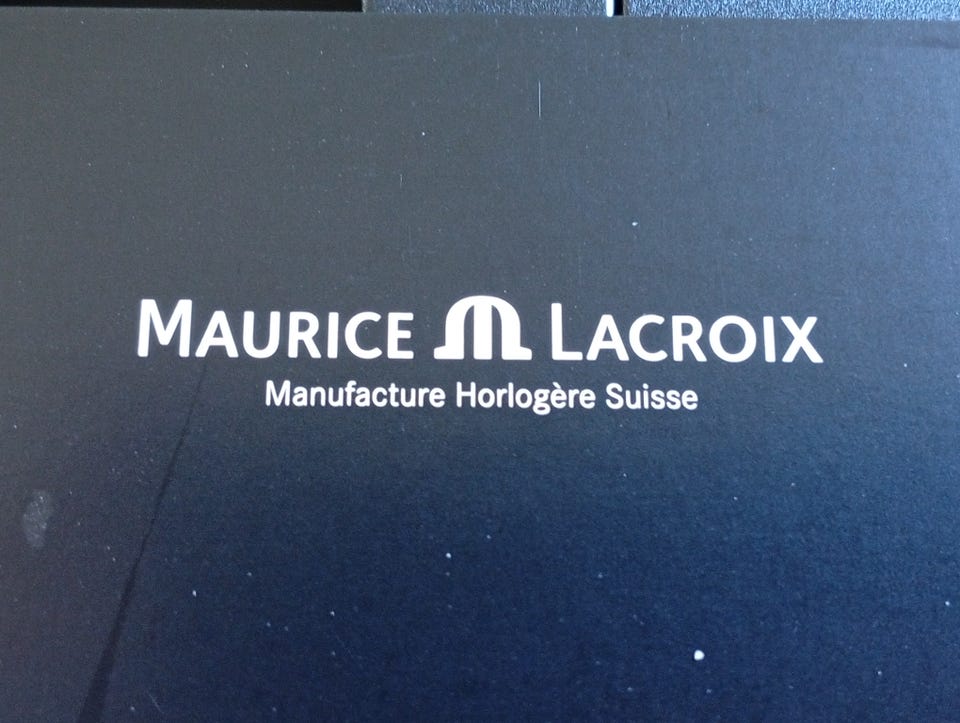 MAURICE LACROIX
Manufacture Horlogère Suisse